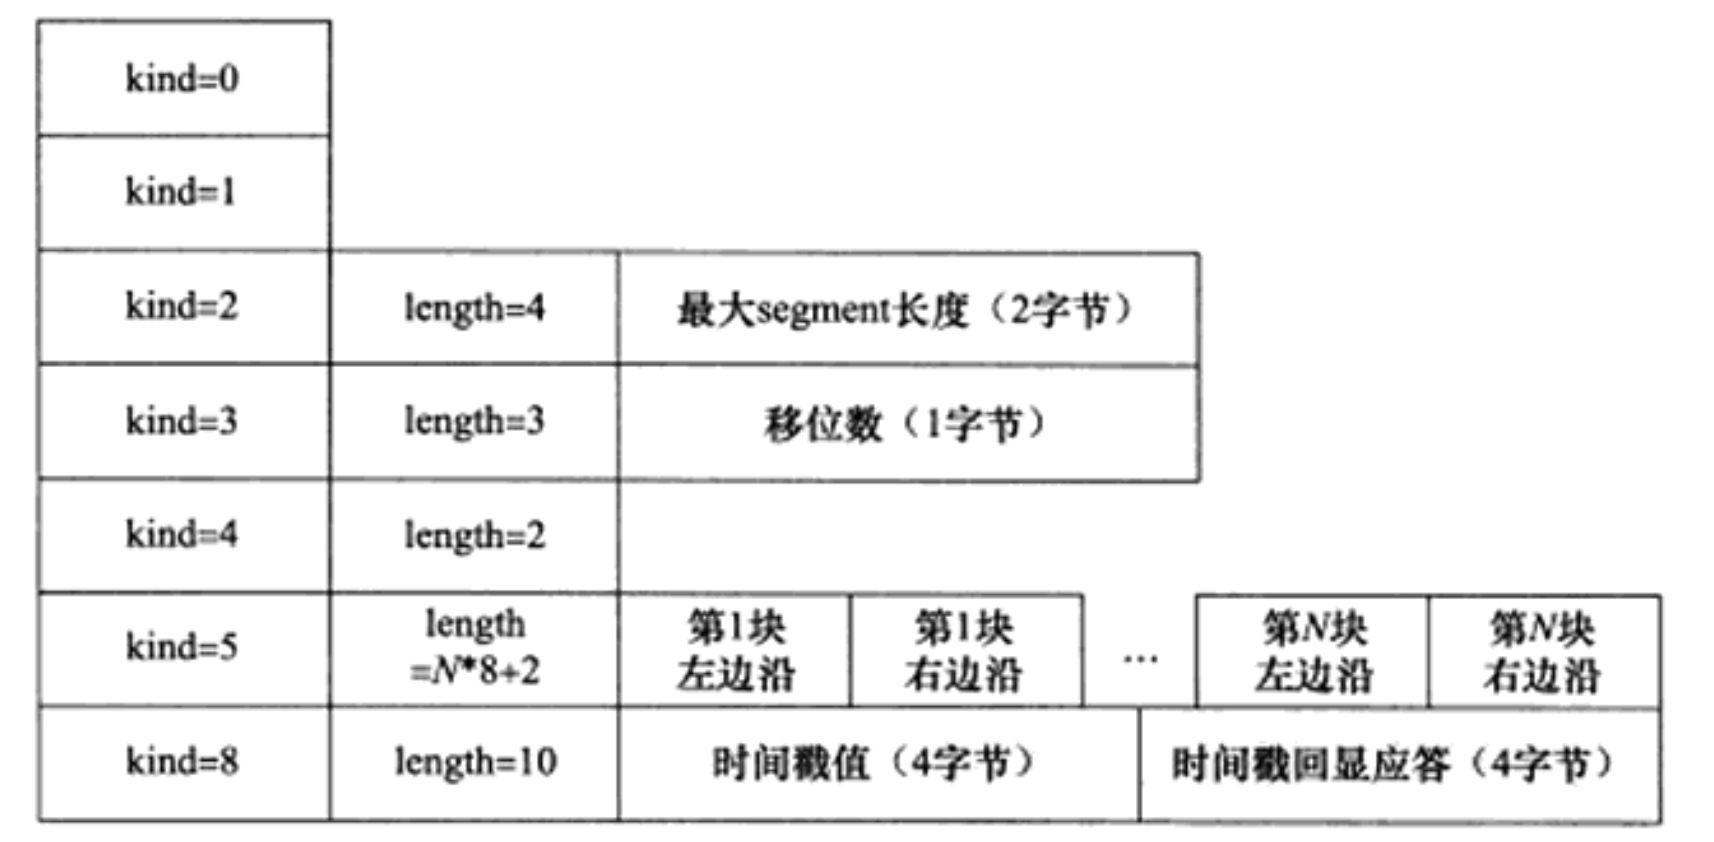 kind=0
kind=1
kind=2 length=4 最大segment长度（2字节）
kind=3 length=3 移位数（1字节）
kind=4 length=2
kind=5 length =N*8+2 第1块左边沿 第1块右边沿 … 第N块左边沿 第N块右边沿
kind=8 length=10 时间戳值（4字节） 时间戳回显应答（4字节）